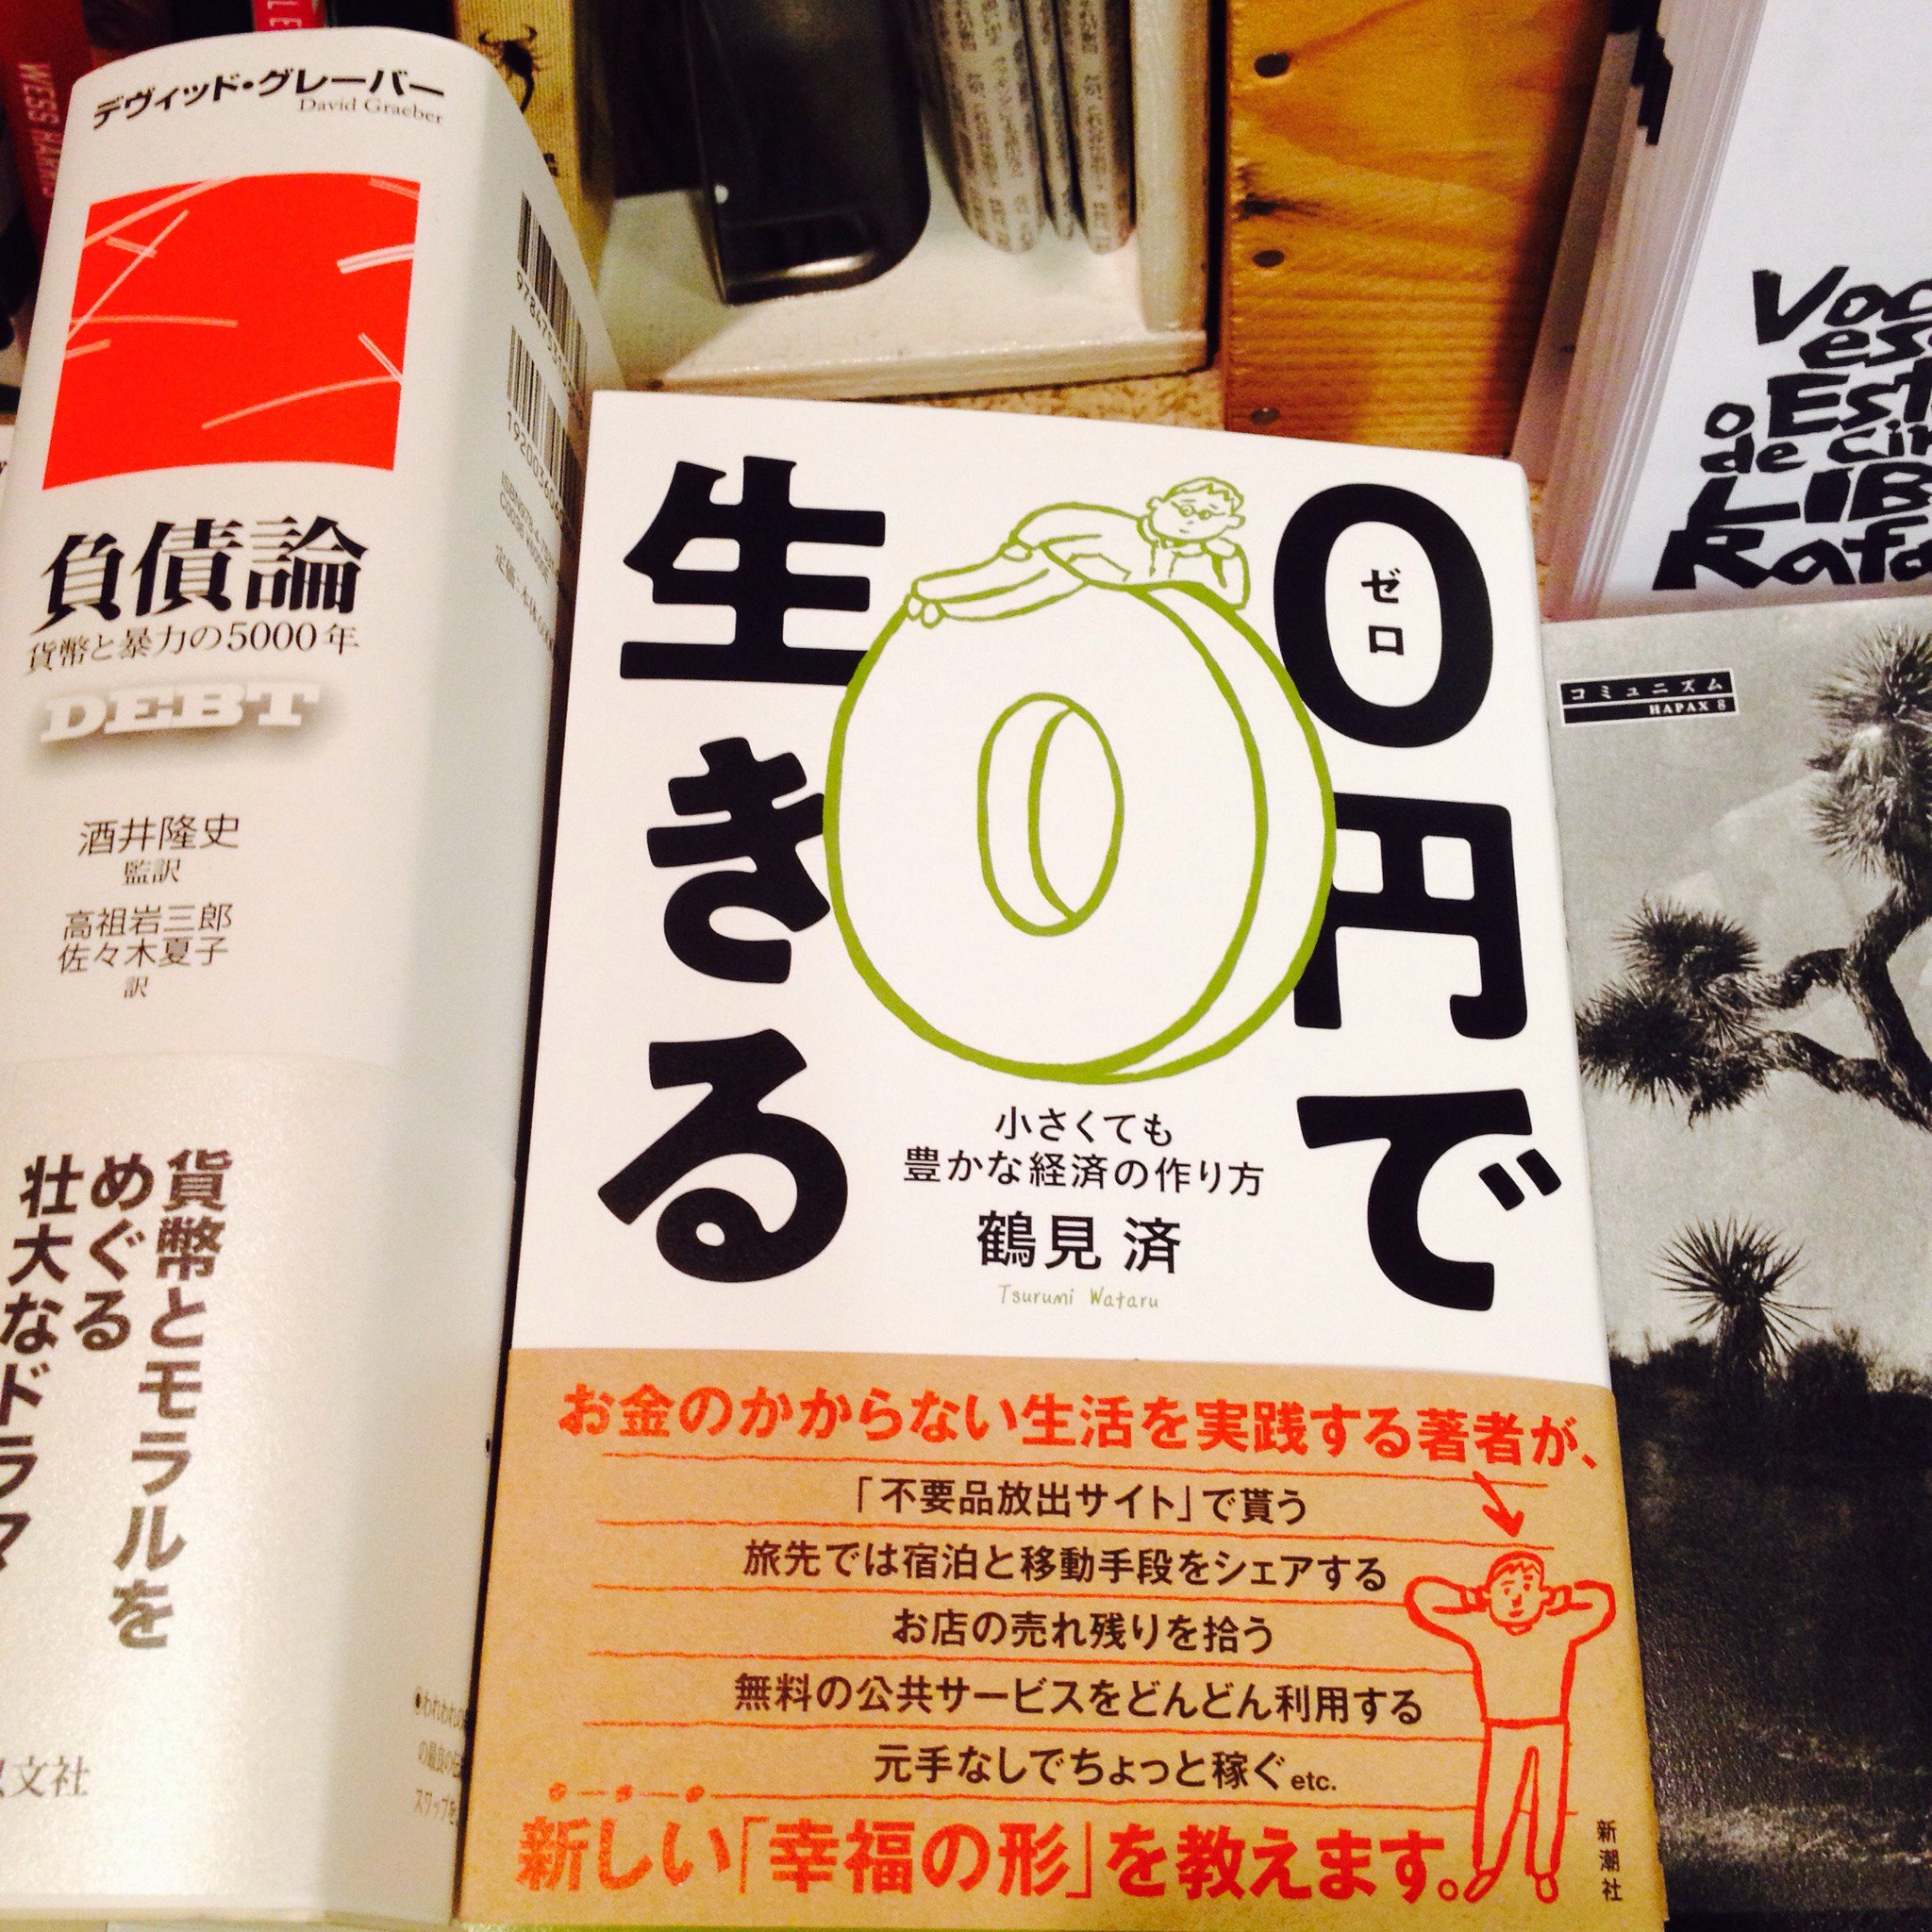 デヴィッド・グレーバー
David Graeber
負債論
貨幣と暴力の5000年
DEBT
酒井隆史
監訳
高祖岩三郎
佐々木夏子
訳
貨幣とモラルを
めぐる
壮大なドラマ
文社
0円で
ゼロ
生きる
0
小さくても
豊かな経済の作り方
鶴見 済
Tsurumi Wataru
お金のかからない生活を実践する著者が、
「不要品放出サイト」で貰う
旅先では宿泊と移動手段をシェアする
お店の売れ残りを拾う
無料の公共サービスをどんどん利用する
元手なしでちょっと稼ぐetc.
新しい「幸福の形」を教えます。
新潮社
コミュニズム
HAPAX 8
o Est
de cin
LIB
Rafa